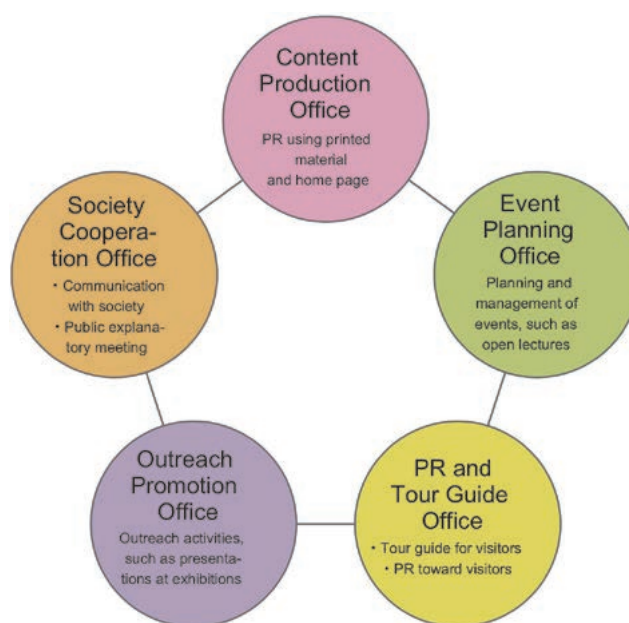 Content
Production
Office
PR using printed
material
and home page
Society
Coopera-
tion Office
• Communication
with society
• Public explana-
tory meeting
Event
Planning
Office
Planning and
management of
events, such as
open lectures
Outreach
Promotion
Office
Outreach activities,
such as presenta-
tions at exhibitions
PR and
Tour Guide
Office
• Tour guide for visitors
• PR toward visitors